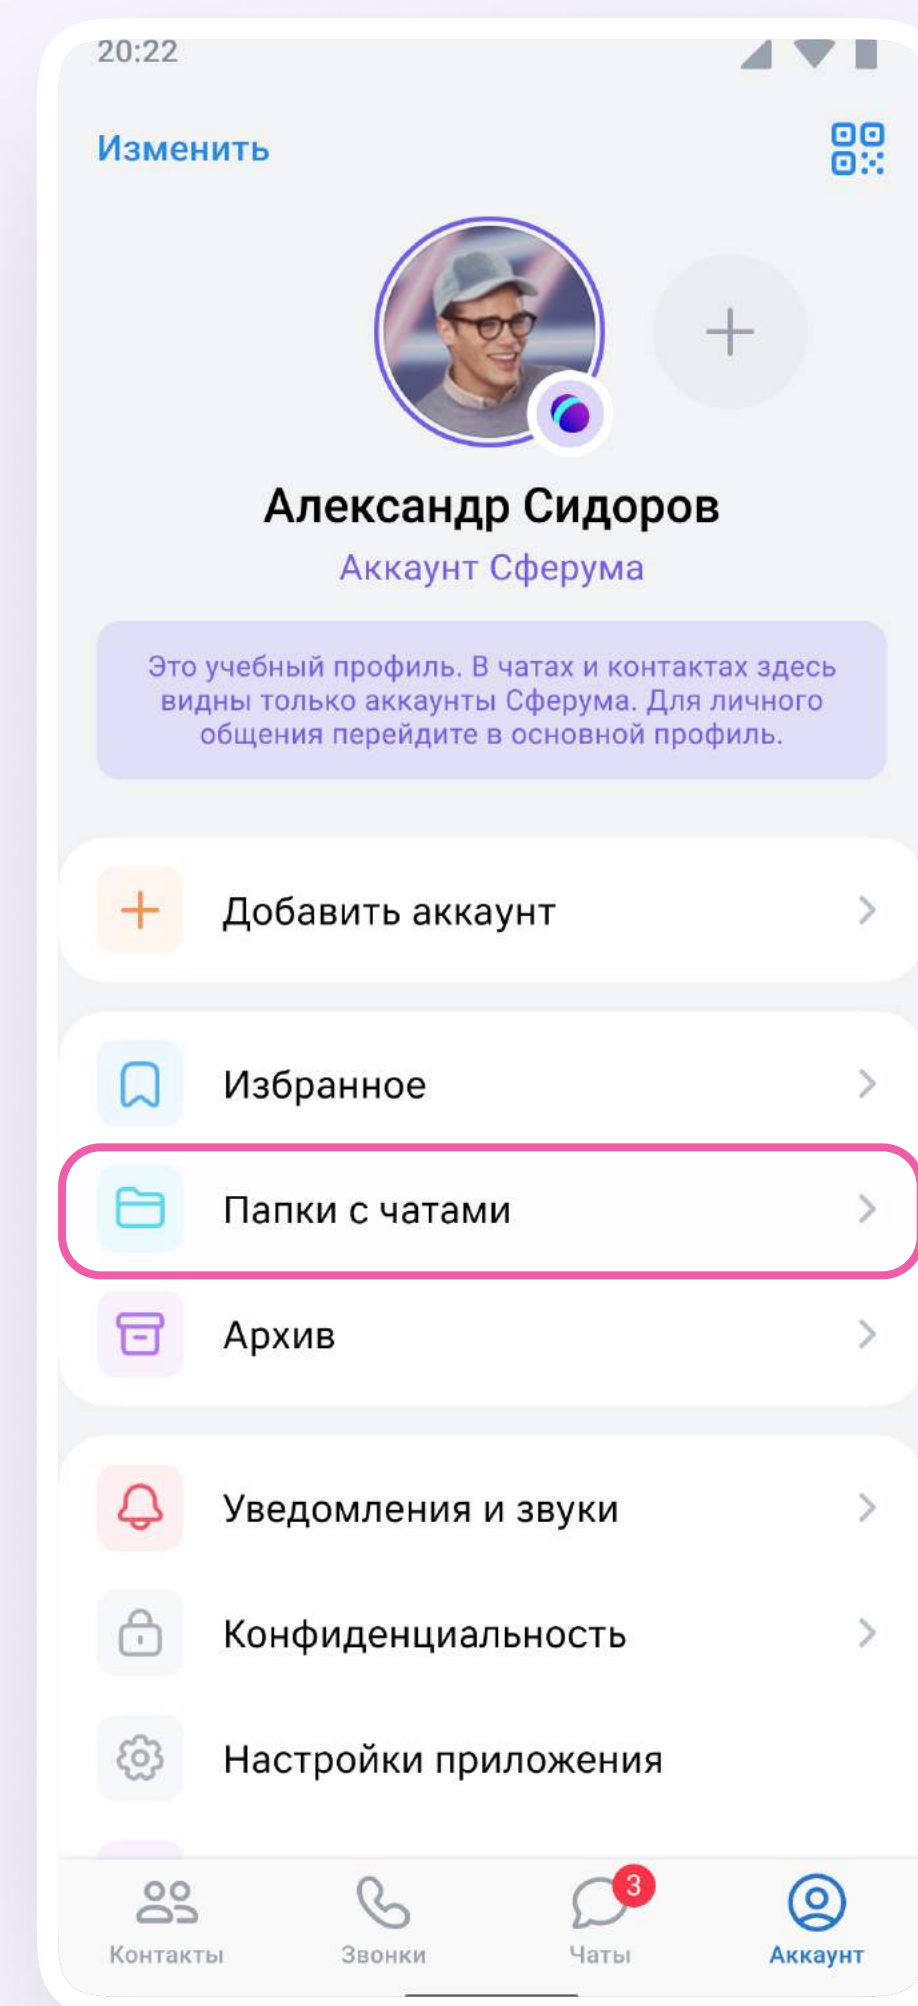 20:22
Изменить
Александр Сидоров
Аккаунт Сферума
Это учебный профиль. В чатах и контактах здесь
видны только аккаунты Сферума. Для личного
общения перейдите в основной профиль.
Добавить аккаунт
Избранное
Папки с чатами
Архив
Уведомления и звуки
Конфиденциальность
Настройки приложения
3
Контакты Звонки Чаты Аккаунт